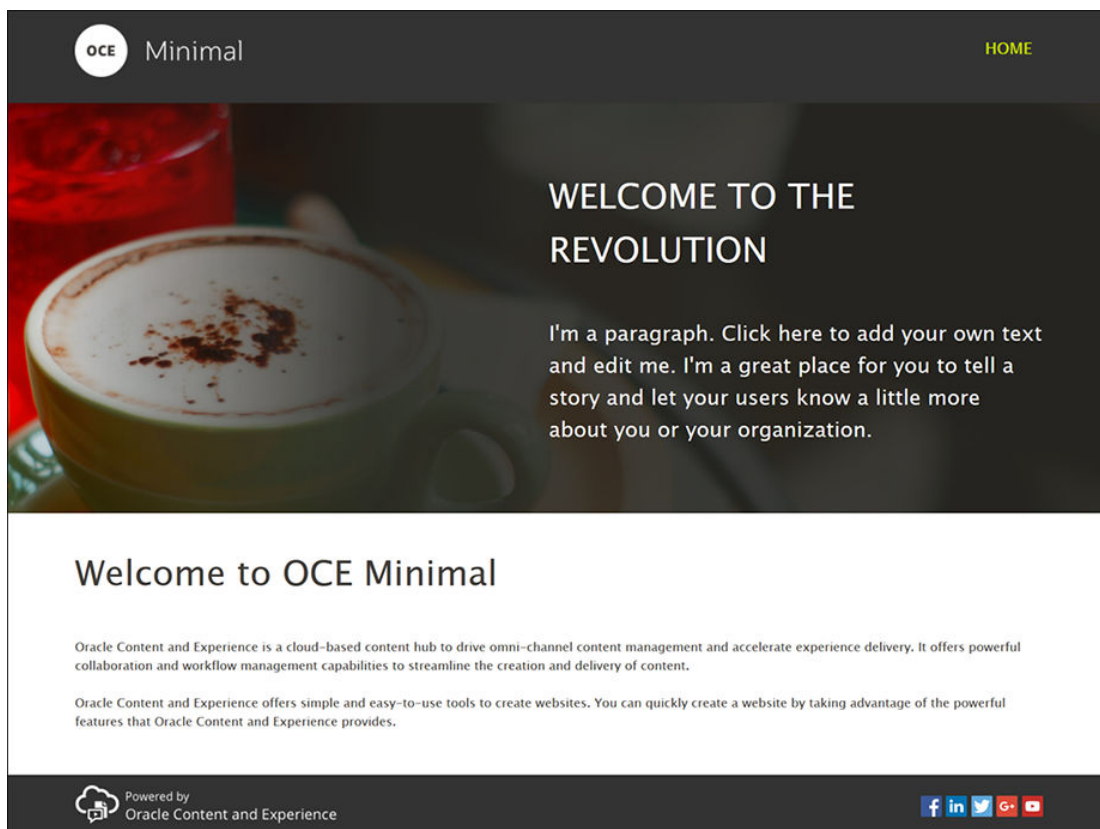 OCE Minimal
HOME
WELCOME TO THE
REVOLUTION
I'm a paragraph. Click here to add your own text
and edit me. I'm a great place for you to tell a
story and let your users know a little more
about you or your organization.
Welcome to OCE Minimal
Oracle Content and Experience is a cloud-based content hub to drive omni-channel content management and accelerate experience delivery. It offers powerful
collaboration and workflow management capabilities to streamline the creation and delivery of content.
Oracle Content and Experience offers simple and easy-to-use tools to create websites. You can quickly create a website by taking advantage of the powerful
features that Oracle Content and Experience provides.
Powered by
Oracle Content and Experience
f in G+